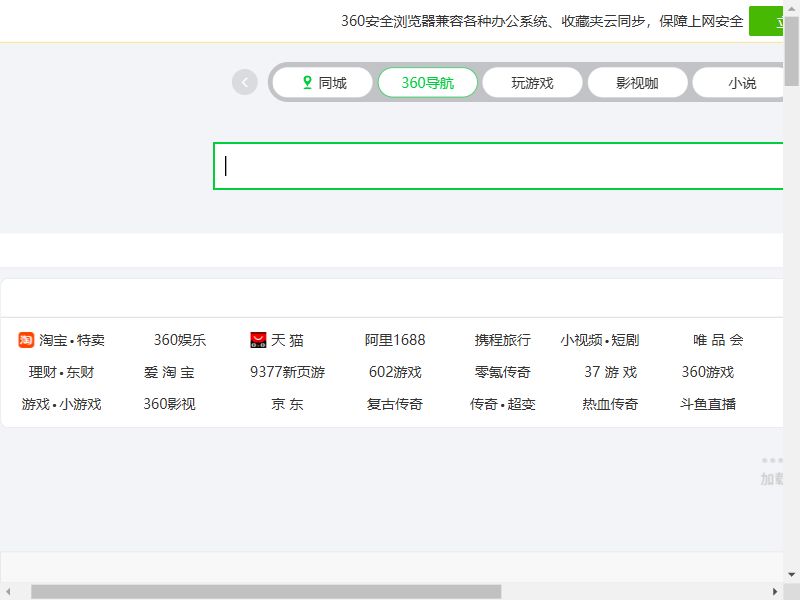 360安全浏览器兼容各种办公系统、收藏夹云同步，保障上网安全
同城 360导航 玩游戏 影视咖 小说
淘宝•特卖 360娱乐 天 猫 阿里1688 携程旅行 小视频•短剧 唯 品 会
理财•东财 爱 淘 宝 9377新页游 602游戏 零氪传奇 37 游 戏 360游戏
游戏•小游戏 360影视 京 东 复古传奇 传奇•超变 热血传奇 斗鱼直播
加载